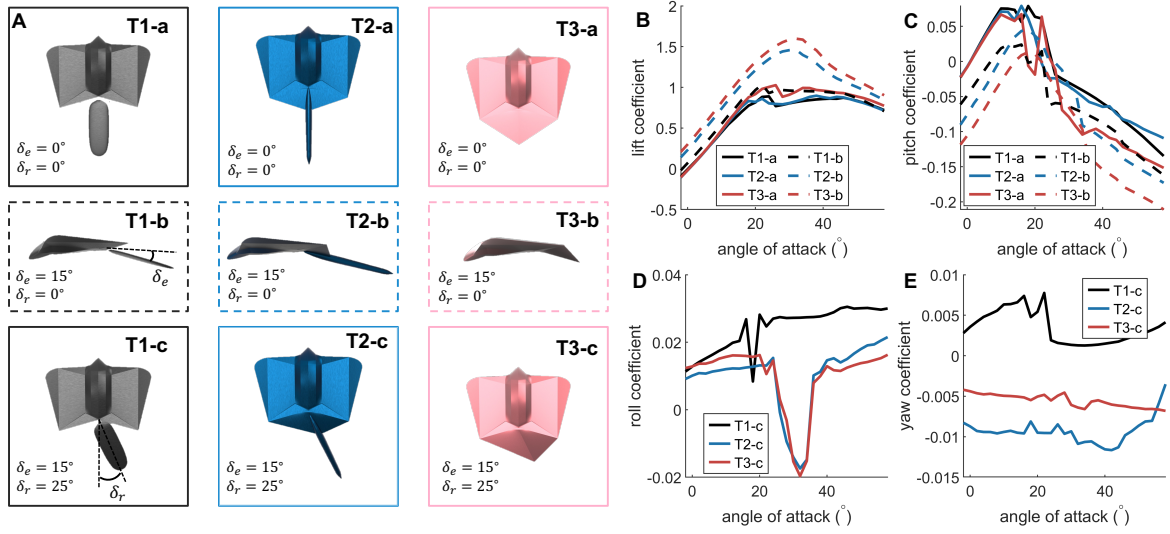 A
T1-a
δe = 0°
δr = 0°
T2-a
δe = 0°
δr = 0°
T3-a
δe = 0°
δr = 0°
T1-b
δe = 15°
δr = 0°
δe
T2-b
δe = 15°
δr = 0°
T3-b
δe = 15°
δr = 0°
T1-c
δe = 15°
δr = 25°
δr
T2-c
δe = 15°
δr = 25°
T3-c
δe = 15°
δr = 25°
B
lift coefficient
2
1.5
1
0.5
0
-0.5
T1-a T1-b
T2-a T2-b
T3-a T3-b
0 20 40
angle of attack (°)
C
pitch coefficient
0.05
0
-0.05
-0.1
-0.15
-0.2
T1-a T1-b
T2-a T2-b
T3-a T3-b
0 20 40
angle of attack (°)
D
roll coefficient
0.04
0.02
0
-0.02
T1-c
T2-c
T3-c
0 20 40
angle of attack (°)
E
yaw coefficient
0.01
0.005
0
-0.005
-0.01
-0.015
T1-c
T2-c
T3-c
0 20 40
angle of attack (°)